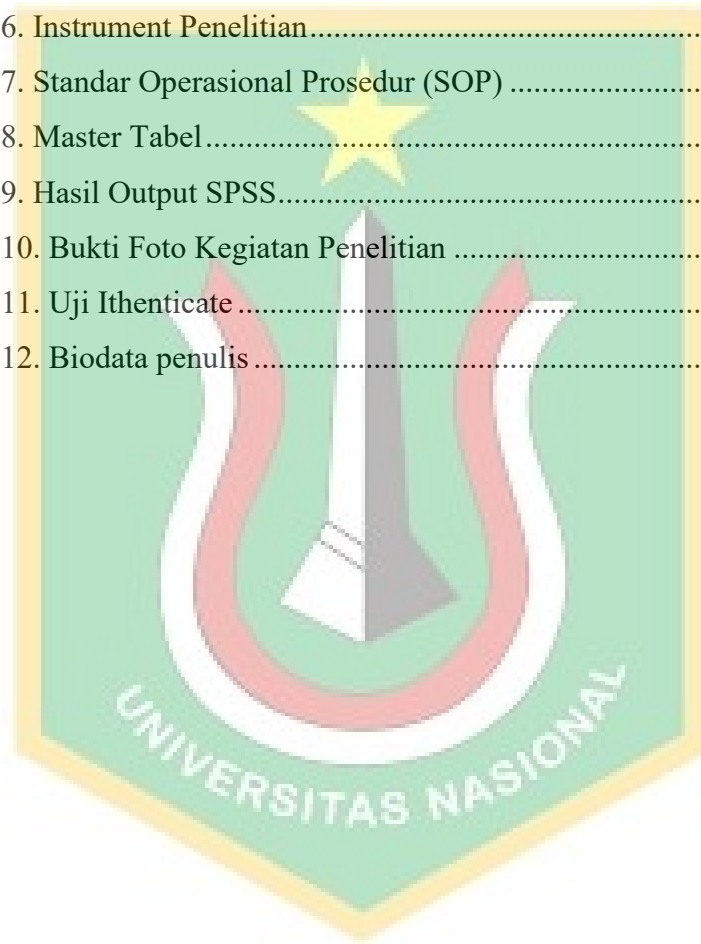 6. Instrument Penelitian........................................................
7. Standar Operasional Prosedur (SOP) ............................
8. Master Tabel.....................................................................
9. Hasil Output SPSS............................................................
10. Bukti Foto Kegiatan Penelitian ....................................
11. Uji Ithenticate ................................................................
12. Biodata penulis ..............................................................
UNIVERSITAS NASIONAL